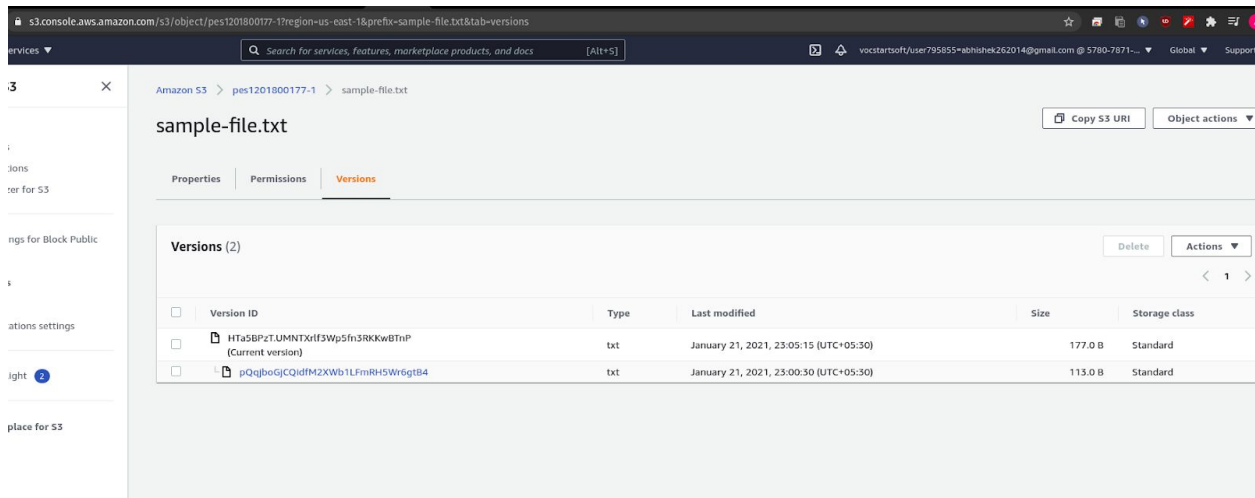 s3.console.aws.amazon.com/s3/object/pes1201800177-1?region=us-east-1&prefix=sample-file.txt&tab=versions
ervices ▼
Search for services, features, marketplace products, and docs [Alt+S]
vocstartsoft/user795855=abhishek262014@gmail.com @ 5780-7871-... ▼ Global ▼ Suppor
3
Amazon S3 > pes1201800177-1 > sample-file.txt
sample-file.txt
Copy S3 URI
Object actions ▼
s
tions
zer for S3
Properties Permissions Versions
ngs for Block Public
Versions (2)
Delete
Actions ▼
< 1 >
s
ations settings
Version ID Type Last modified Size Storage class
HTa5BPzT.UMNTXrlf3Wp5fn3RKKwBTnP
(Current version)
txt January 21, 2021, 23:05:15 (UTC+05:30) 177.0 B Standard
pQqjboGjCQidfM2XWb1LFmRH5Wr6gtB4 txt January 21, 2021, 23:00:30 (UTC+05:30) 113.0 B Standard
light 2
place for S3